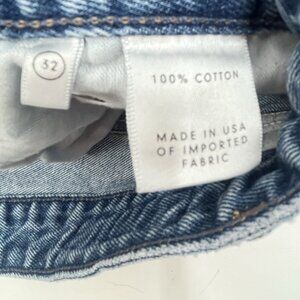 32
100% COTTON
MADE IN USA
OF IMPORTED
FABRIC